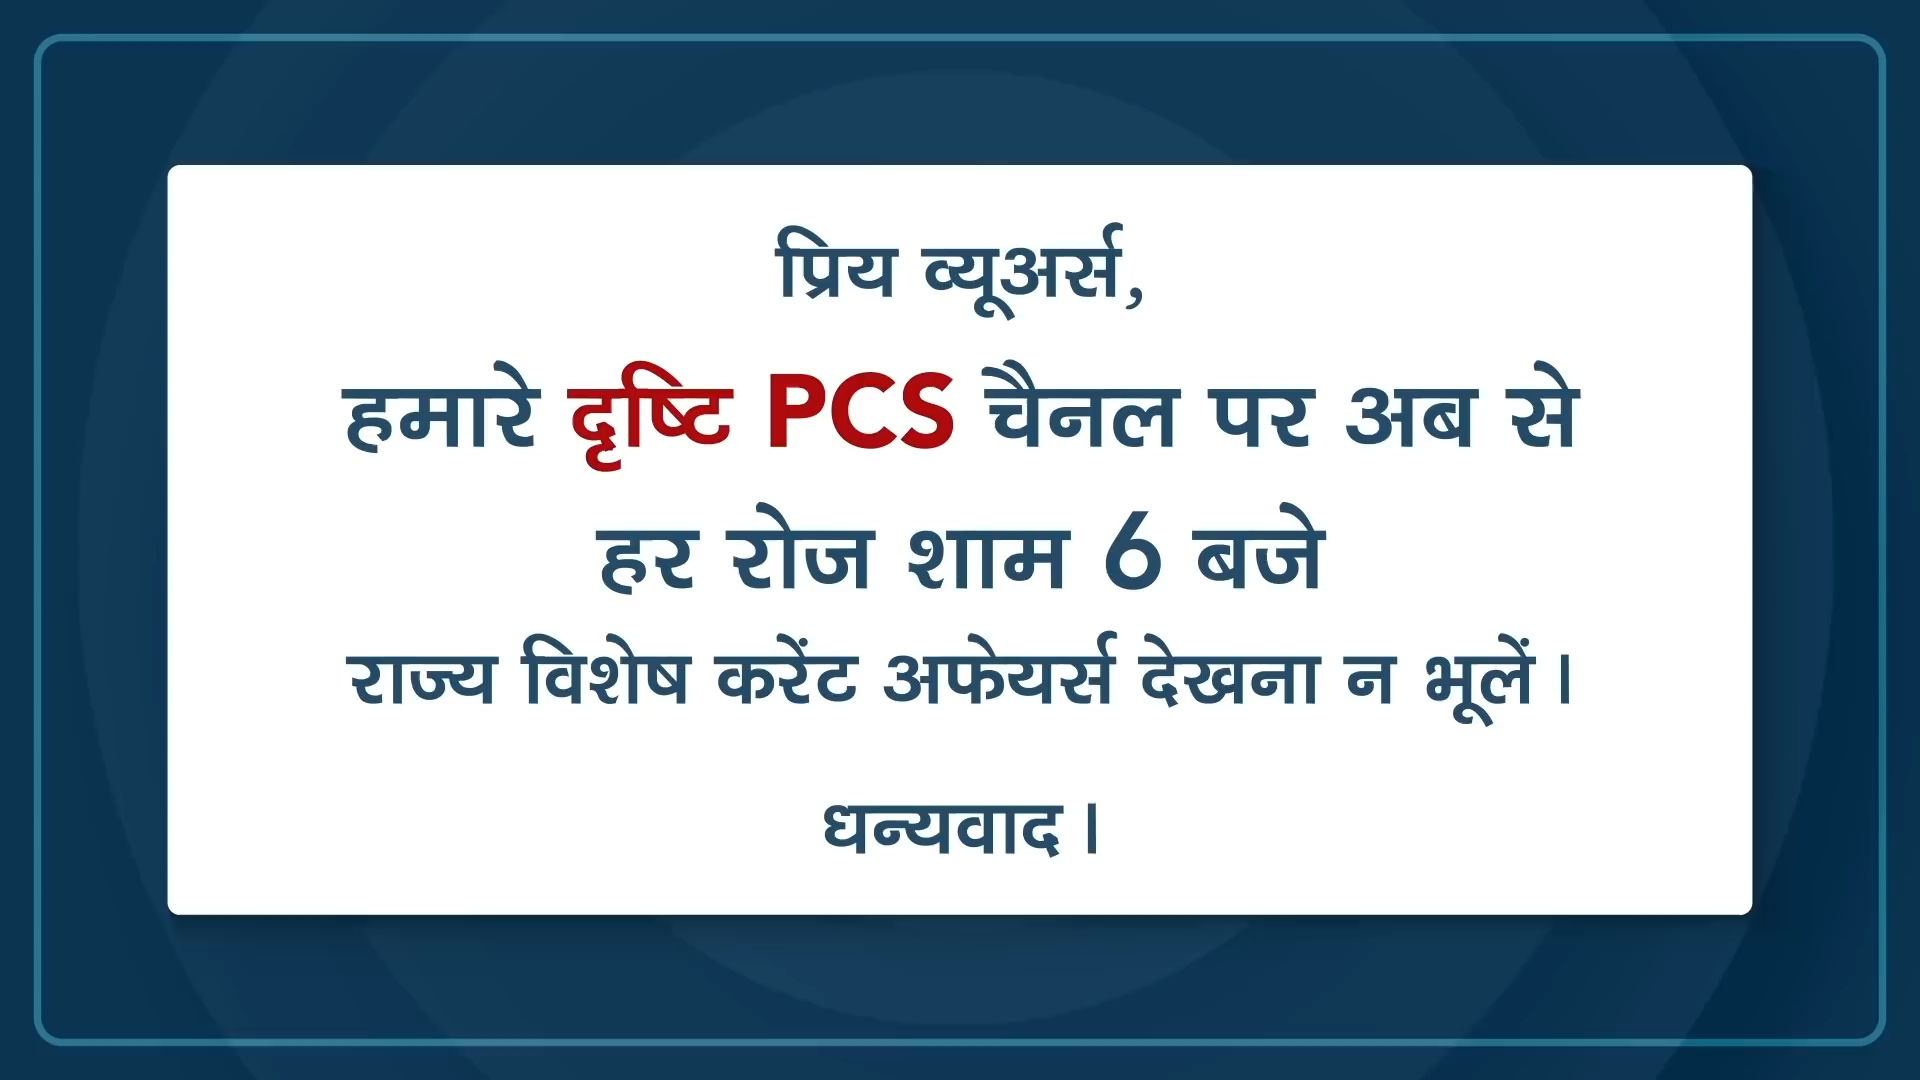 प्रिय व्यूअर्स,
हमारे दृष्टि PCS चैनल पर अब से
हर रोज शाम 6 बजे
राज्य विशेष करेंट अफेयर्स देखना न भूलें।
धन्यवाद।